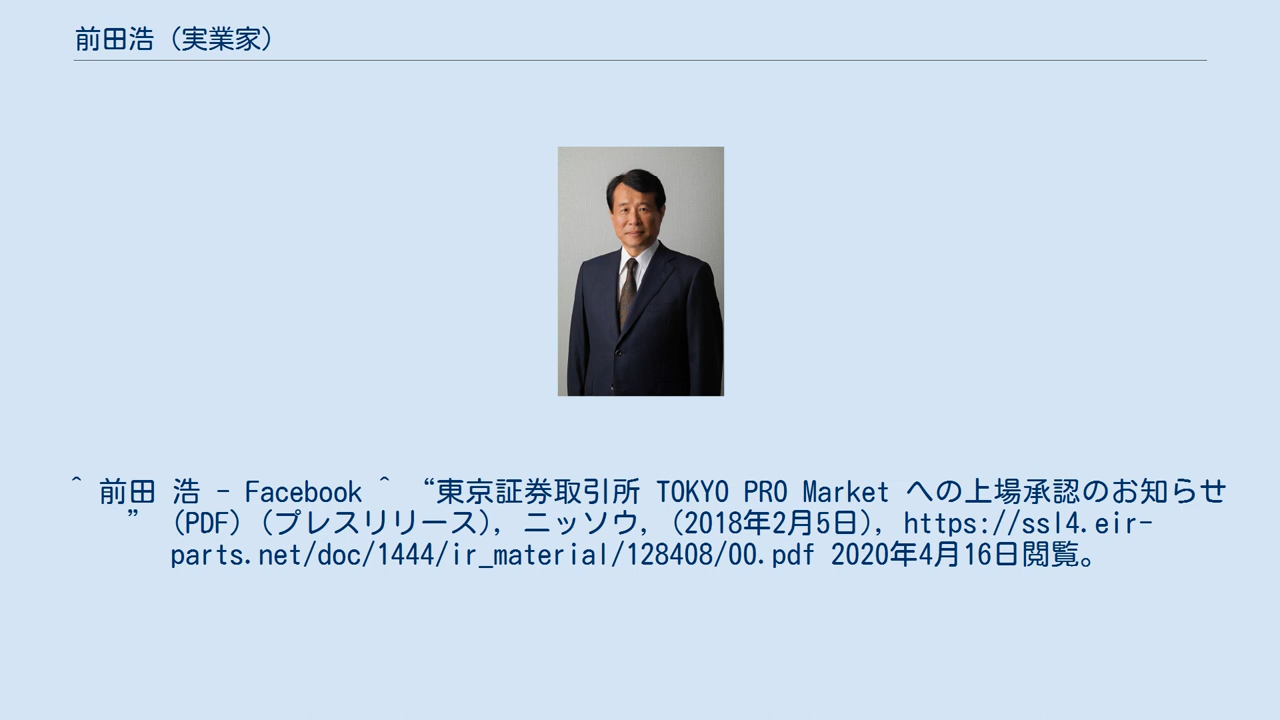 前田浩（実業家）
^ 前田 浩 - Facebook ^ “東京証券取引所 TOKYO PRO Market への上場承認のお知らせ
” (PDF) (プレスリリース), ニッソウ, (2018年2月5日), https://ssl4.eir-
parts.net/doc/1444/ir_material/128408/00.pdf 2020年4月16日閲覧。